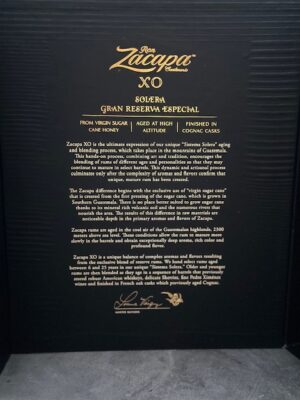 Ron
Zacapa
Centenario
XO
SOLERA
GRAN RESERVA ESPECIAL
FROM VIRGIN SUGAR CANE HONEY
AGED AT HIGH ALTITUDE
FINISHED IN COGNAC CASKS
Zacapa XO is the ultimate expression of our unique "Sistema Solera" aging
and blending process, which takes place in the mountains of Guatemala.
This hands-on process, combining art and tradition, encourages the
blending of rums of different ages and personalities so that they may
continue to mature in select barrels. This dynamic and artisanal process
culminates only after the complexity of aromas and flavors confirm that
unique, mature rum has been created.
The Zacapa difference begins with the exclusive use of "virgin sugar cane"
that is created from the first pressing of the sugar cane, which is grown in
Southern Guatemala. There is no place better suited to grow sugar cane
thanks to its mineral rich volcanic soil and the numerous rivers that
nourish the area. The results of this difference in raw materials are
noticeable depth in the primary aromas and flavors of Zacapa.
Zacapa rums are aged in the cool air of the Guatemalan highlands, 2300
meters above sea level. These conditions allow the rum to mature more
slowly in the barrels and obtain exceptionally deep aroma, rich color and
profound flavor.
Zacapa XO is a unique balance of complex aromas and flavors resulting
from the exclusive blend of reserve rums. We hand select rums aged
between 6 and 25 years in our unique "Sistema Solera." Older and younger
rums are then blended as they age in a sequence of barrels that previously
stored robust American whiskeys, delicate Sherries, fine Pedro Ximénez
wines and finished in French oak casks which previously aged Cognac.